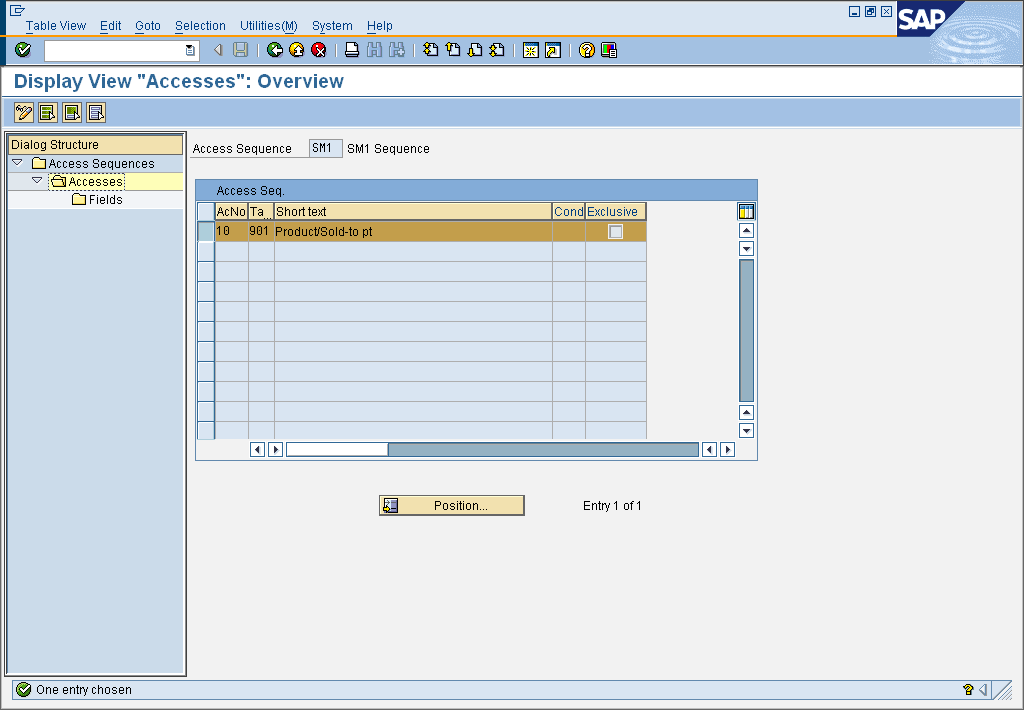 Table View Edit Goto Selection Utilities(M) System Help
SAP
Display View "Accesses": Overview
Dialog Structure
Access Sequences
Accesses
Fields
Access Sequence SM1 SM1 Sequence
Access Seq.
AcNo Ta... Short text Cond Exclusive
10 901 Product/Sold-to pt
Position... Entry 1 of 1
One entry chosen